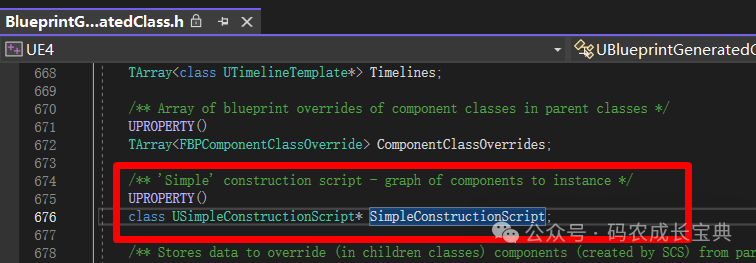 BlueprintG...atedClass.h
UE4
UBlueprintGeneratedC
668 TArray<class UTimelineTemplate*> Timelines;
669
670 /** Array of blueprint overrides of component classes in parent classes */
671 UPROPERTY()
672 TArray<FBPComponentClassOverride> ComponentClassOverrides;
673
674 /** 'Simple' construction script - graph of components to instance */
675 UPROPERTY()
676 class USimpleConstructionScript* SimpleConstructionScript;
677
公众号 · 码农成长宝典
678 /** Stores data to override (in children classes) components (created by SCS) from par